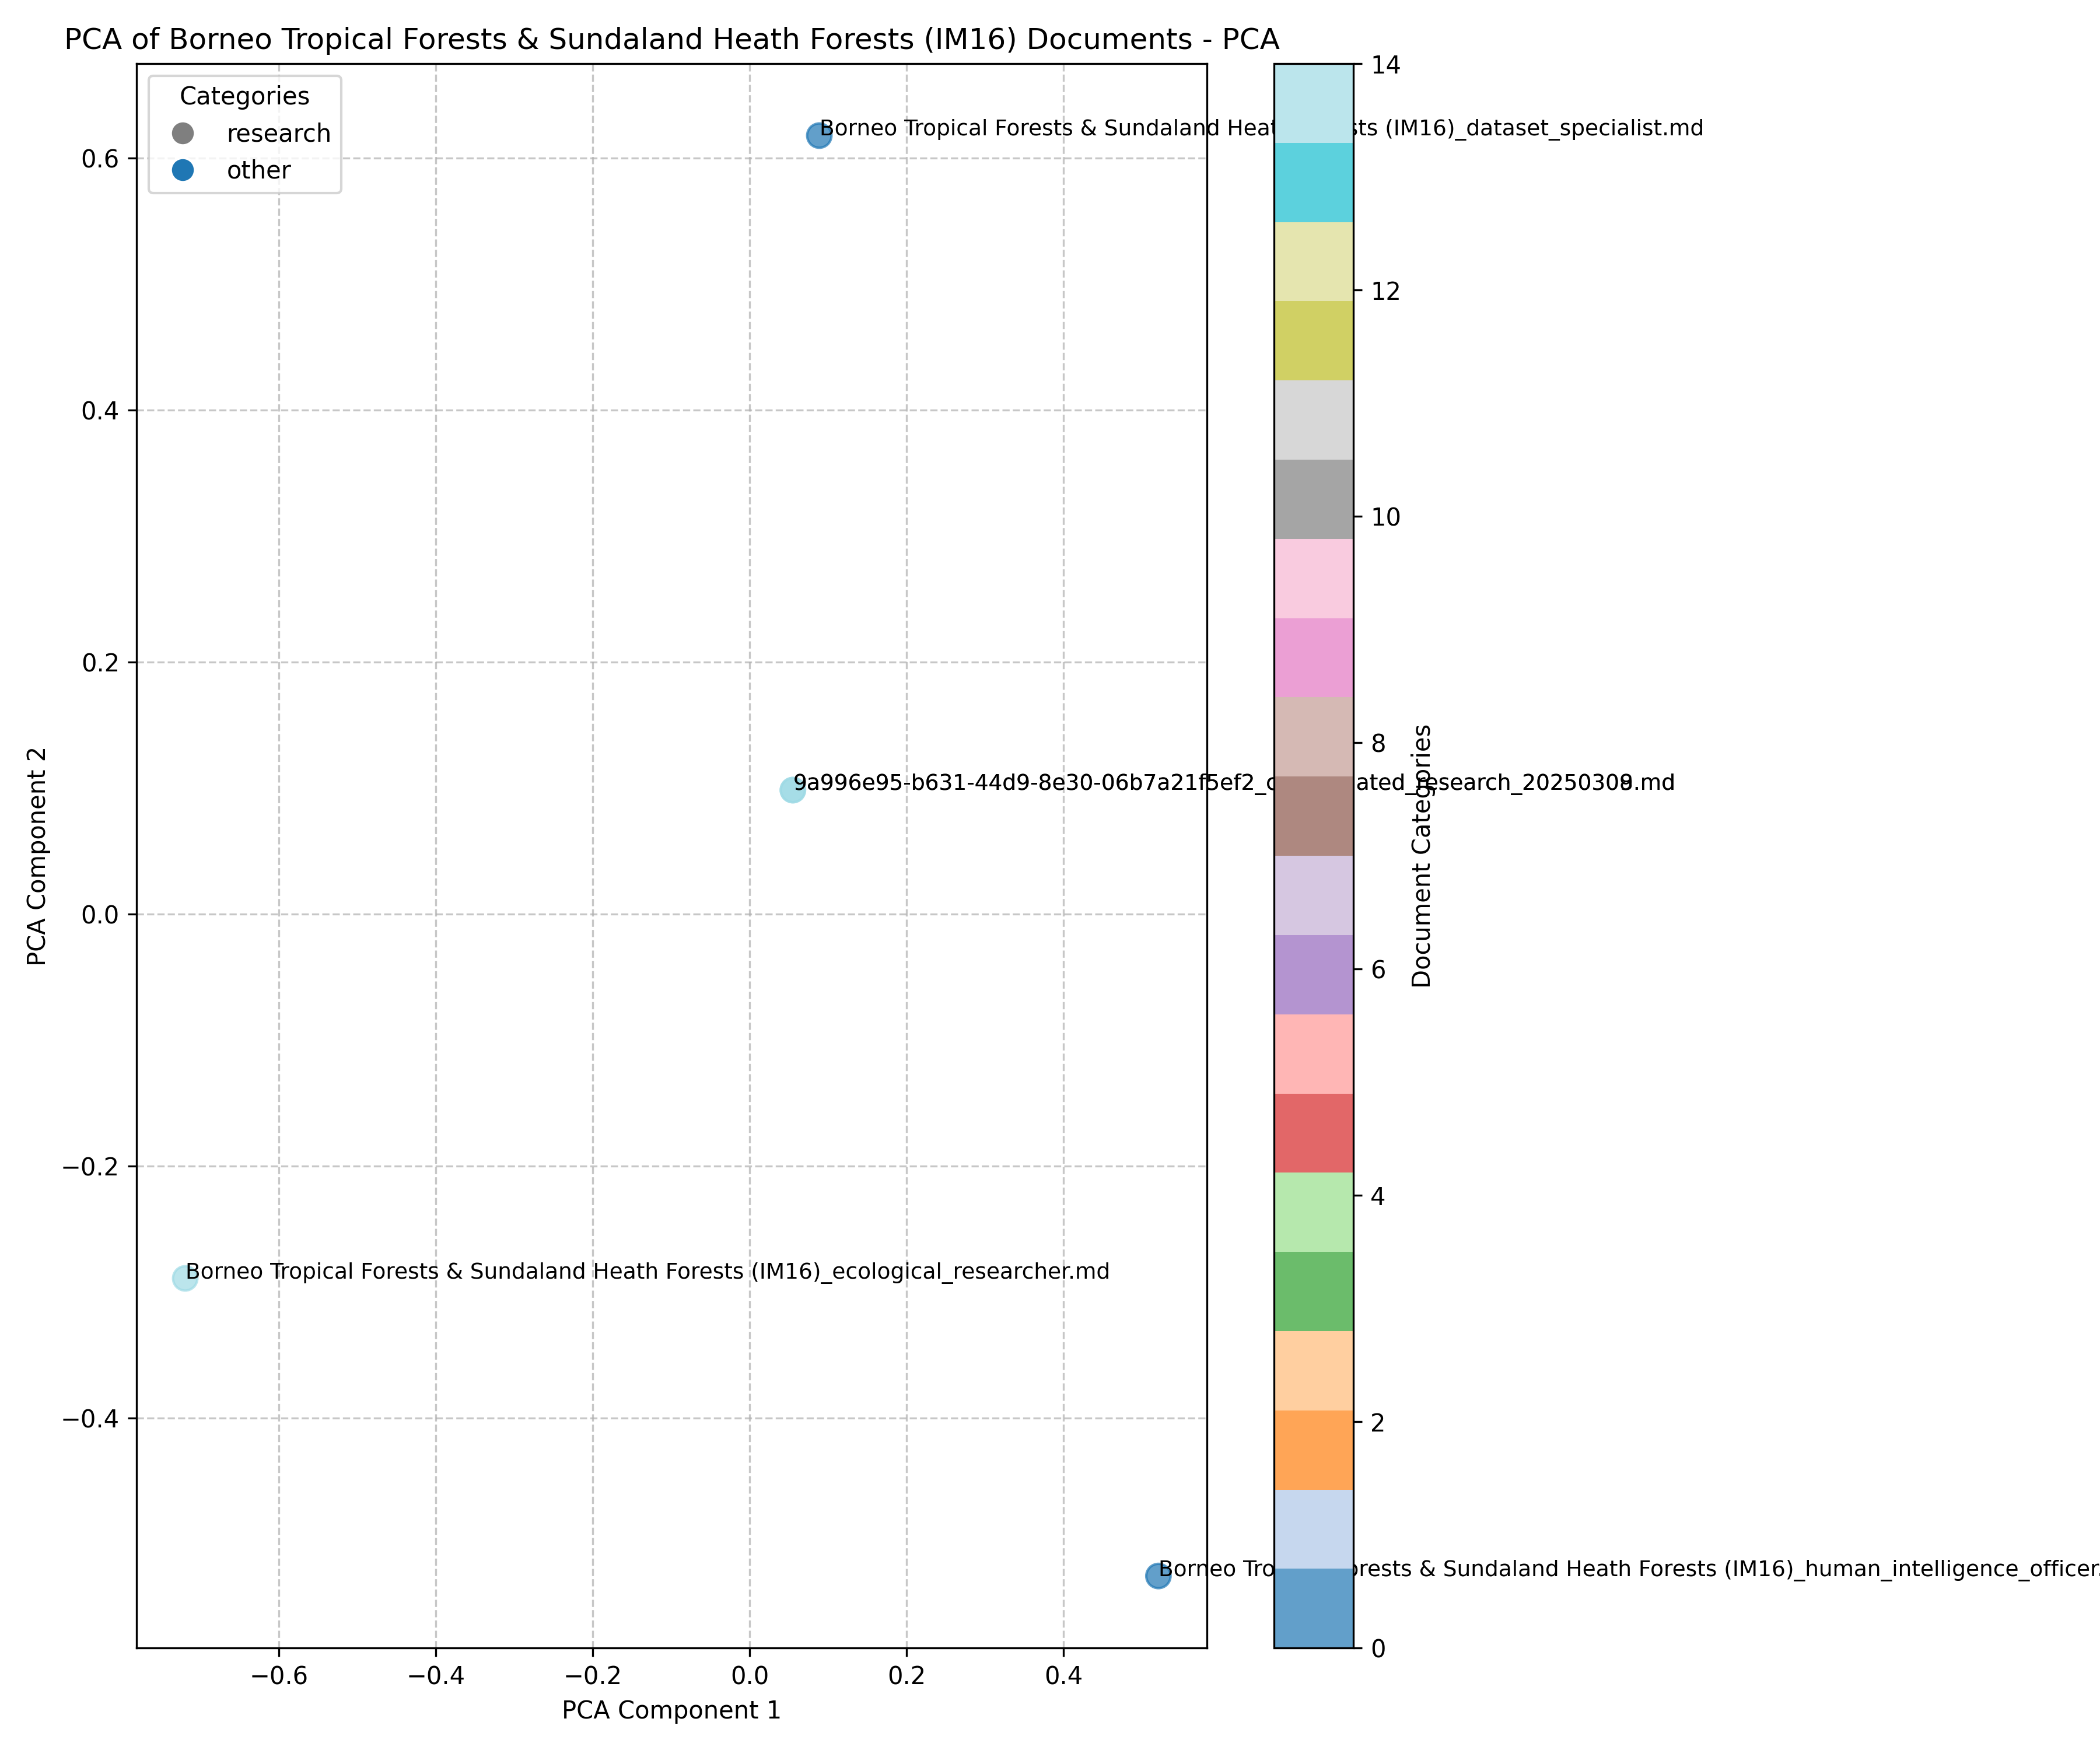 PCA of Borneo Tropical Forests & Sundaland Heath Forests (IM16) Documents - PCA
Categories
research
other
Borneo Tropical Forests & Sundaland Heat sts (IM16)_dataset_specialist.md
9a996e95-b631-44d9-8e30-06b7a21f5ef2_c ated_research_2025030
Borneo Tropical Forests & Sundaland Heath Forests (IM16)_ecological_researcher.md
Borneo Tro orests & Sundaland Heath Forests (IM16)_human_intelligence_officer.
0.6
0.4
0.2
0.0
−0.2
−0.4
PCA Component 2
−0.6
−0.4
−0.2
0.0
0.2
0.4
PCA Component 1
14
12
10
8
6
4
2
0
Document Categories